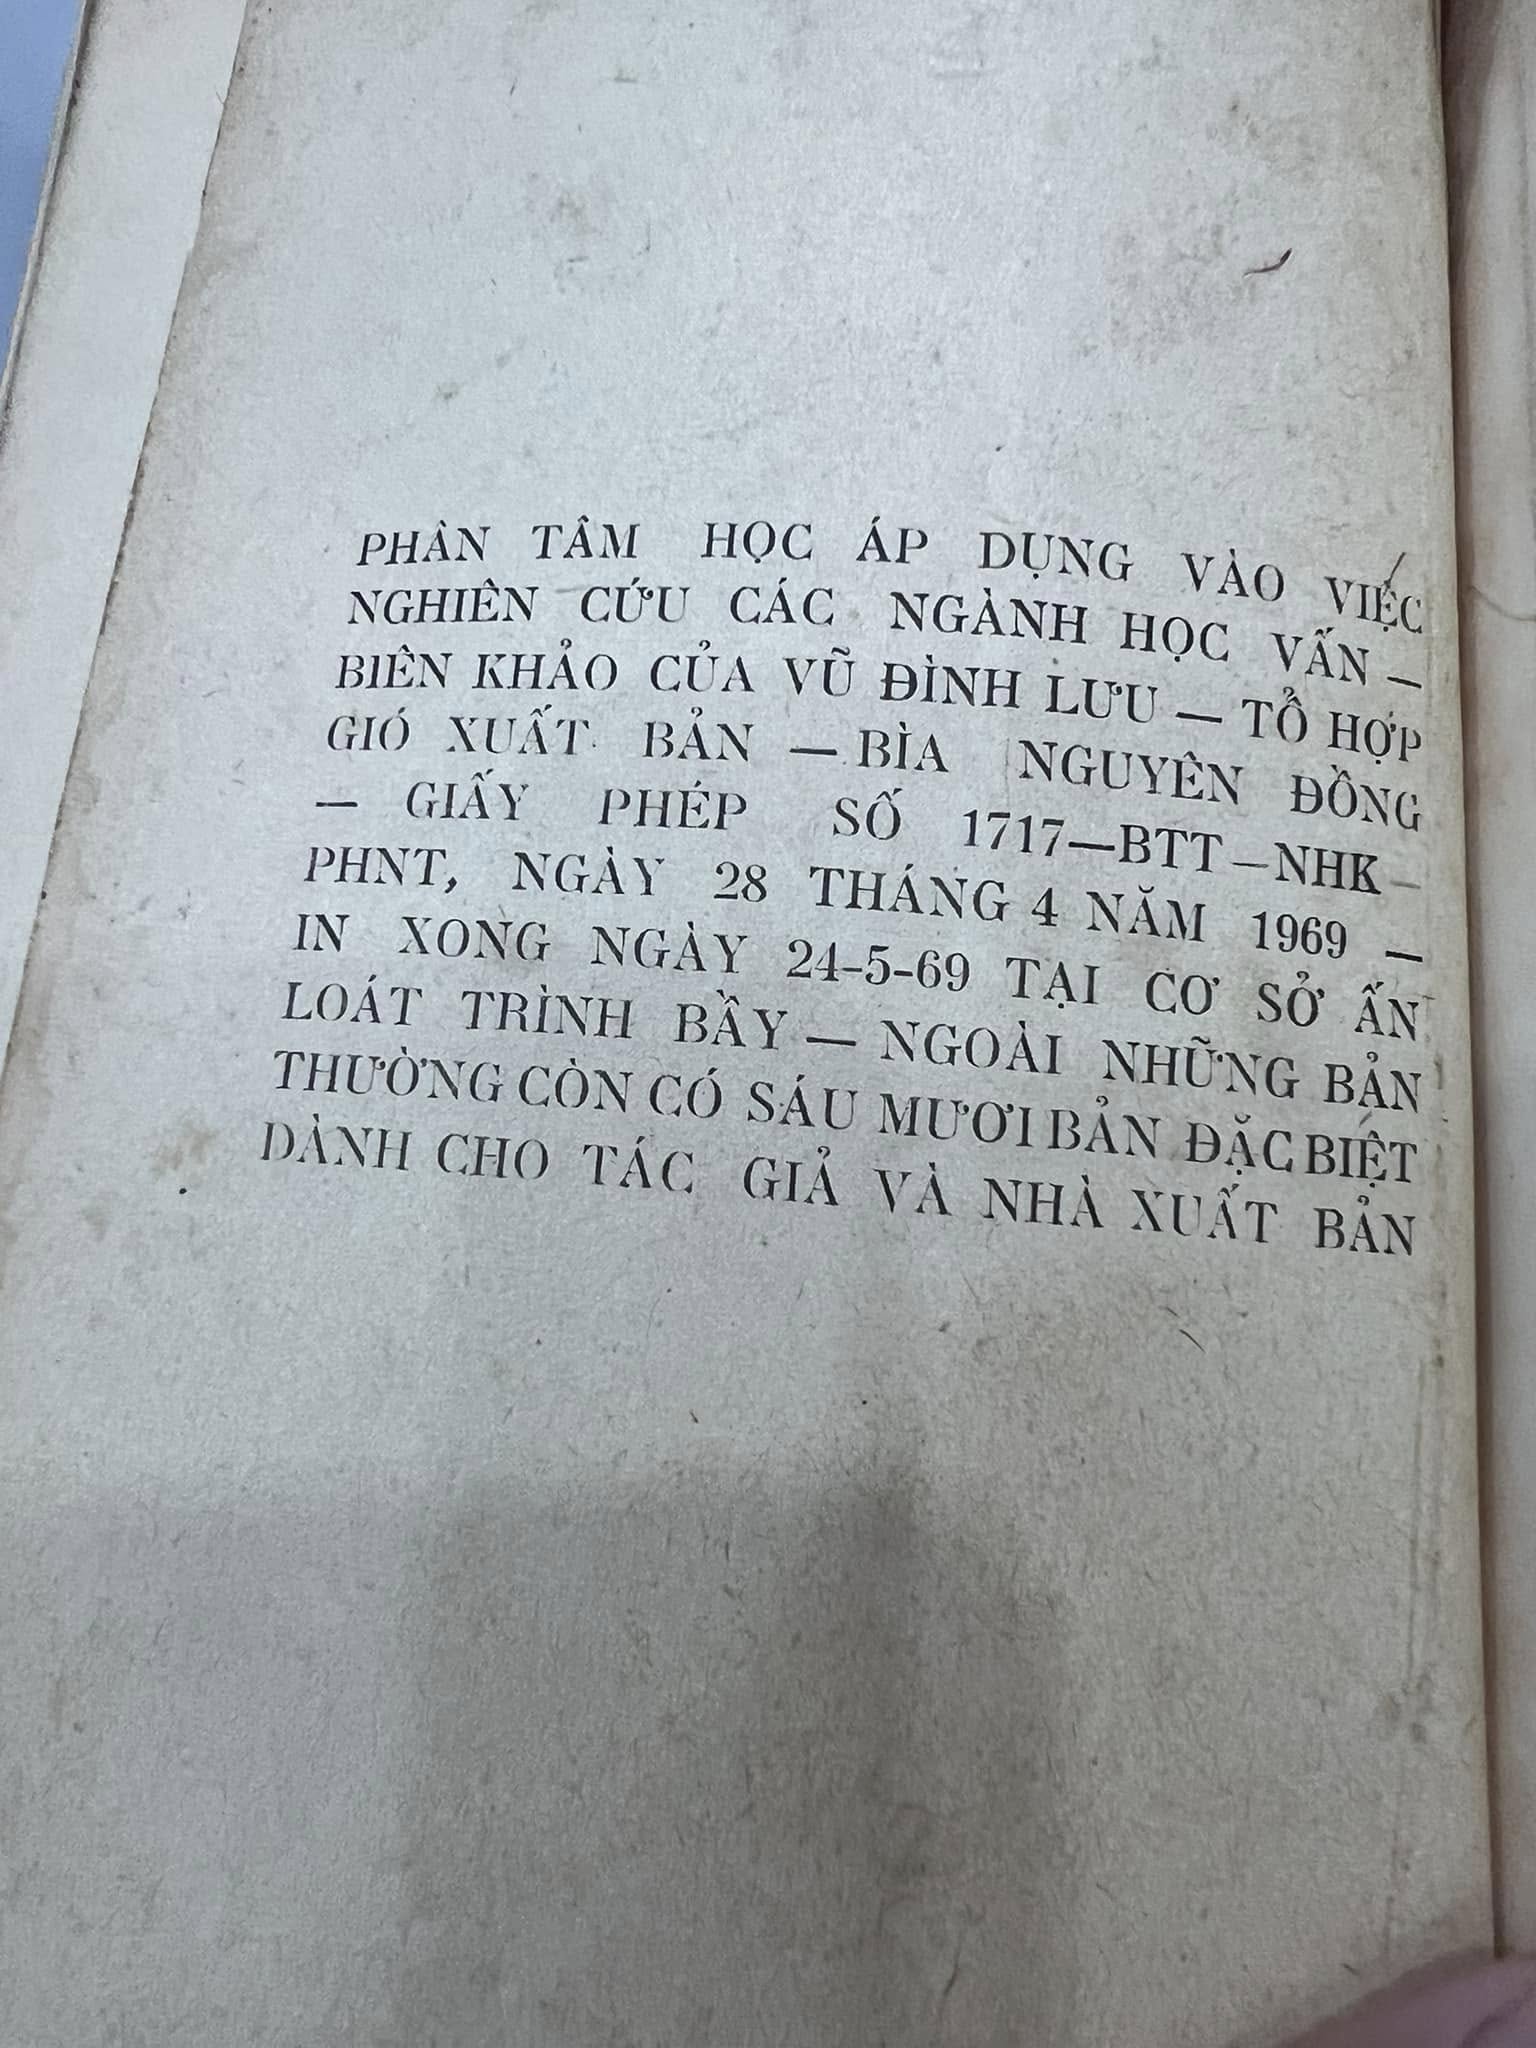 PHÂN TÂM HỌC ÁP DỤNG VÀO VIỆC
NGHIÊN CỨU CÁC NGÀNH HỌC VẤN —
BIÊN KHẢO CỦA VŨ ĐÌNH LƯU — TỔ HỢP
GIÓ XUẤT BẢN — BÌA NGUYÊN ĐỒNG
— GIẤY PHÉP SỐ 1717—BTT—NHK—
PHNT, NGÀY 28 THÁNG 4 NĂM 1969 —
IN XONG NGÀY 24-5-69 TẠI CƠ SỞ ẤN
LOÁT TRÌNH BẦY — NGOÀI NHỮNG BẢN
THƯỜNG CÒN CÓ SÁU MƯƠI BẢN ĐẶC BIỆT
DÀNH CHO TÁC GIẢ VÀ NHÀ XUẤT BẢN